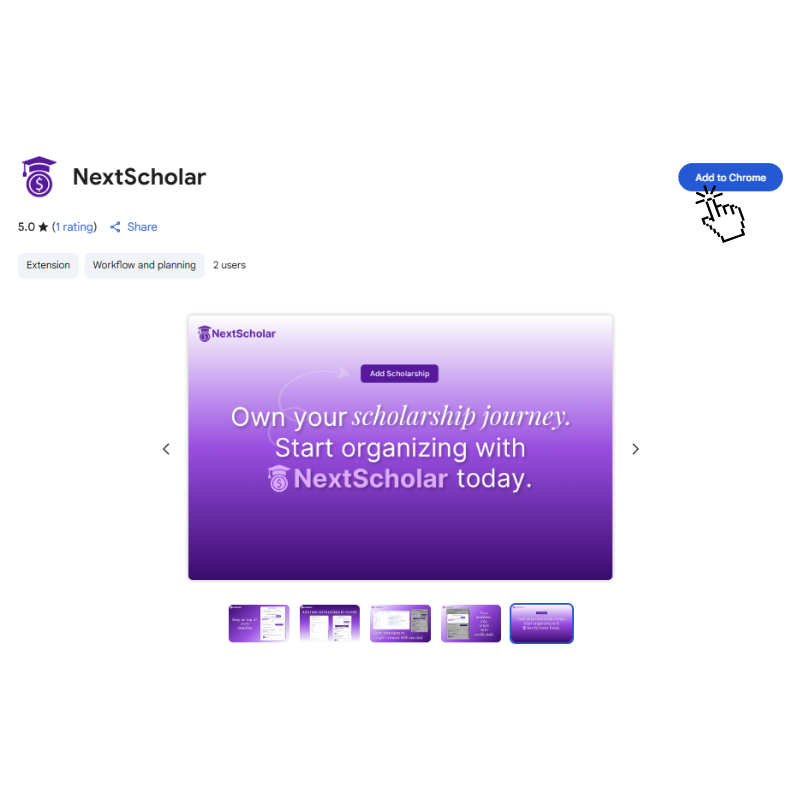 NextScholar
Add to Chrome
5.0 ★ (1 rating) Share
Extension Workflow and planning 2 users
NextScholar
Add Scholarship
Own your scholarship journey.
Start organizing with
NextScholar today.